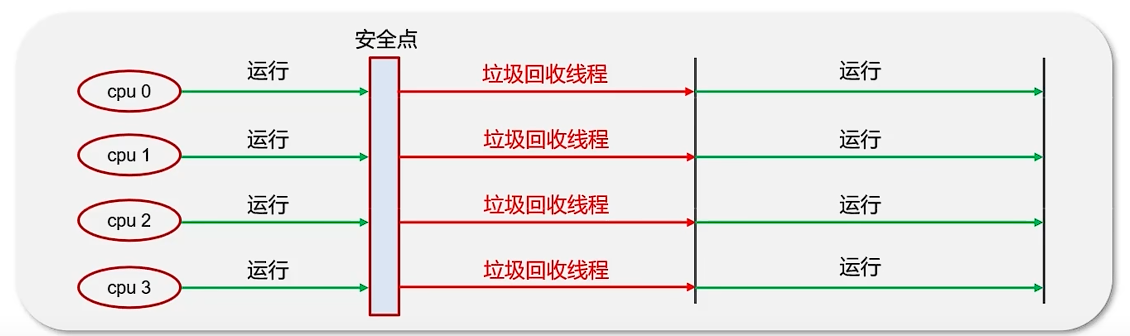 安全点
cpu 0 运行 垃圾回收线程 运行
cpu 1 运行 垃圾回收线程 运行
cpu 2 运行 垃圾回收线程 运行
cpu 3 运行 垃圾回收线程 运行